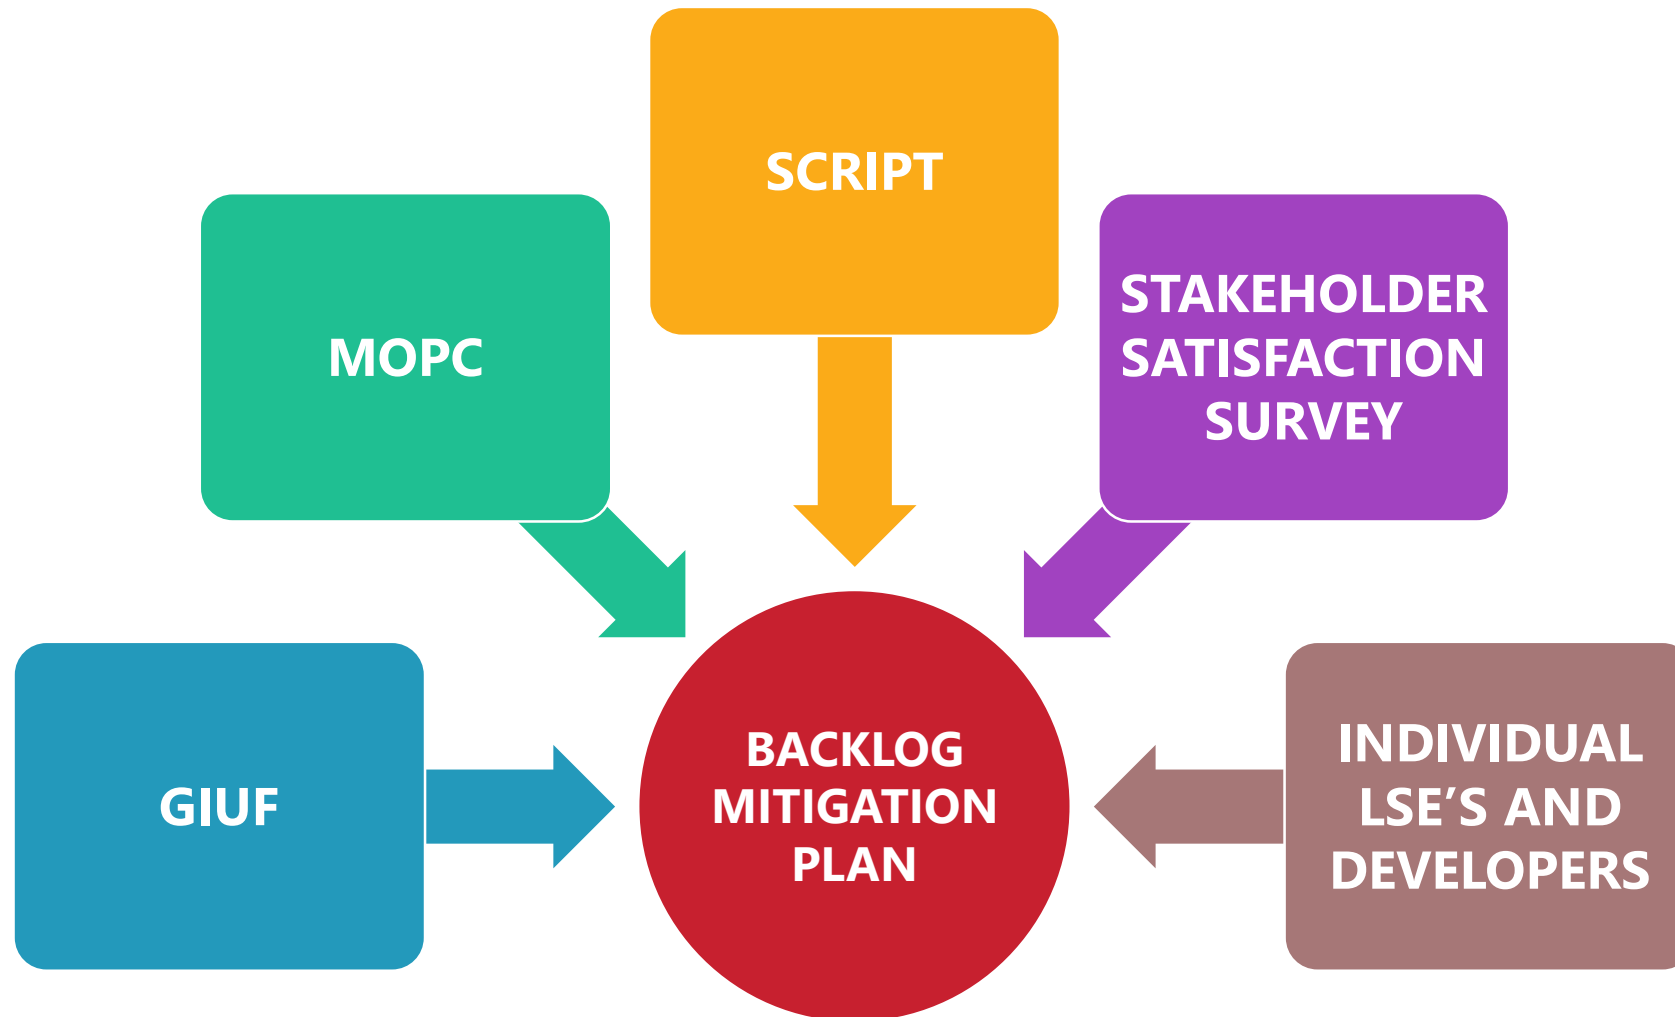 SCRIPT
MOPC
STAKEHOLDER
SATISFACTION
SURVEY
GIUF
BACKLOG
MITIGATION
PLAN
INDIVIDUAL
LSE’S AND
DEVELOPERS